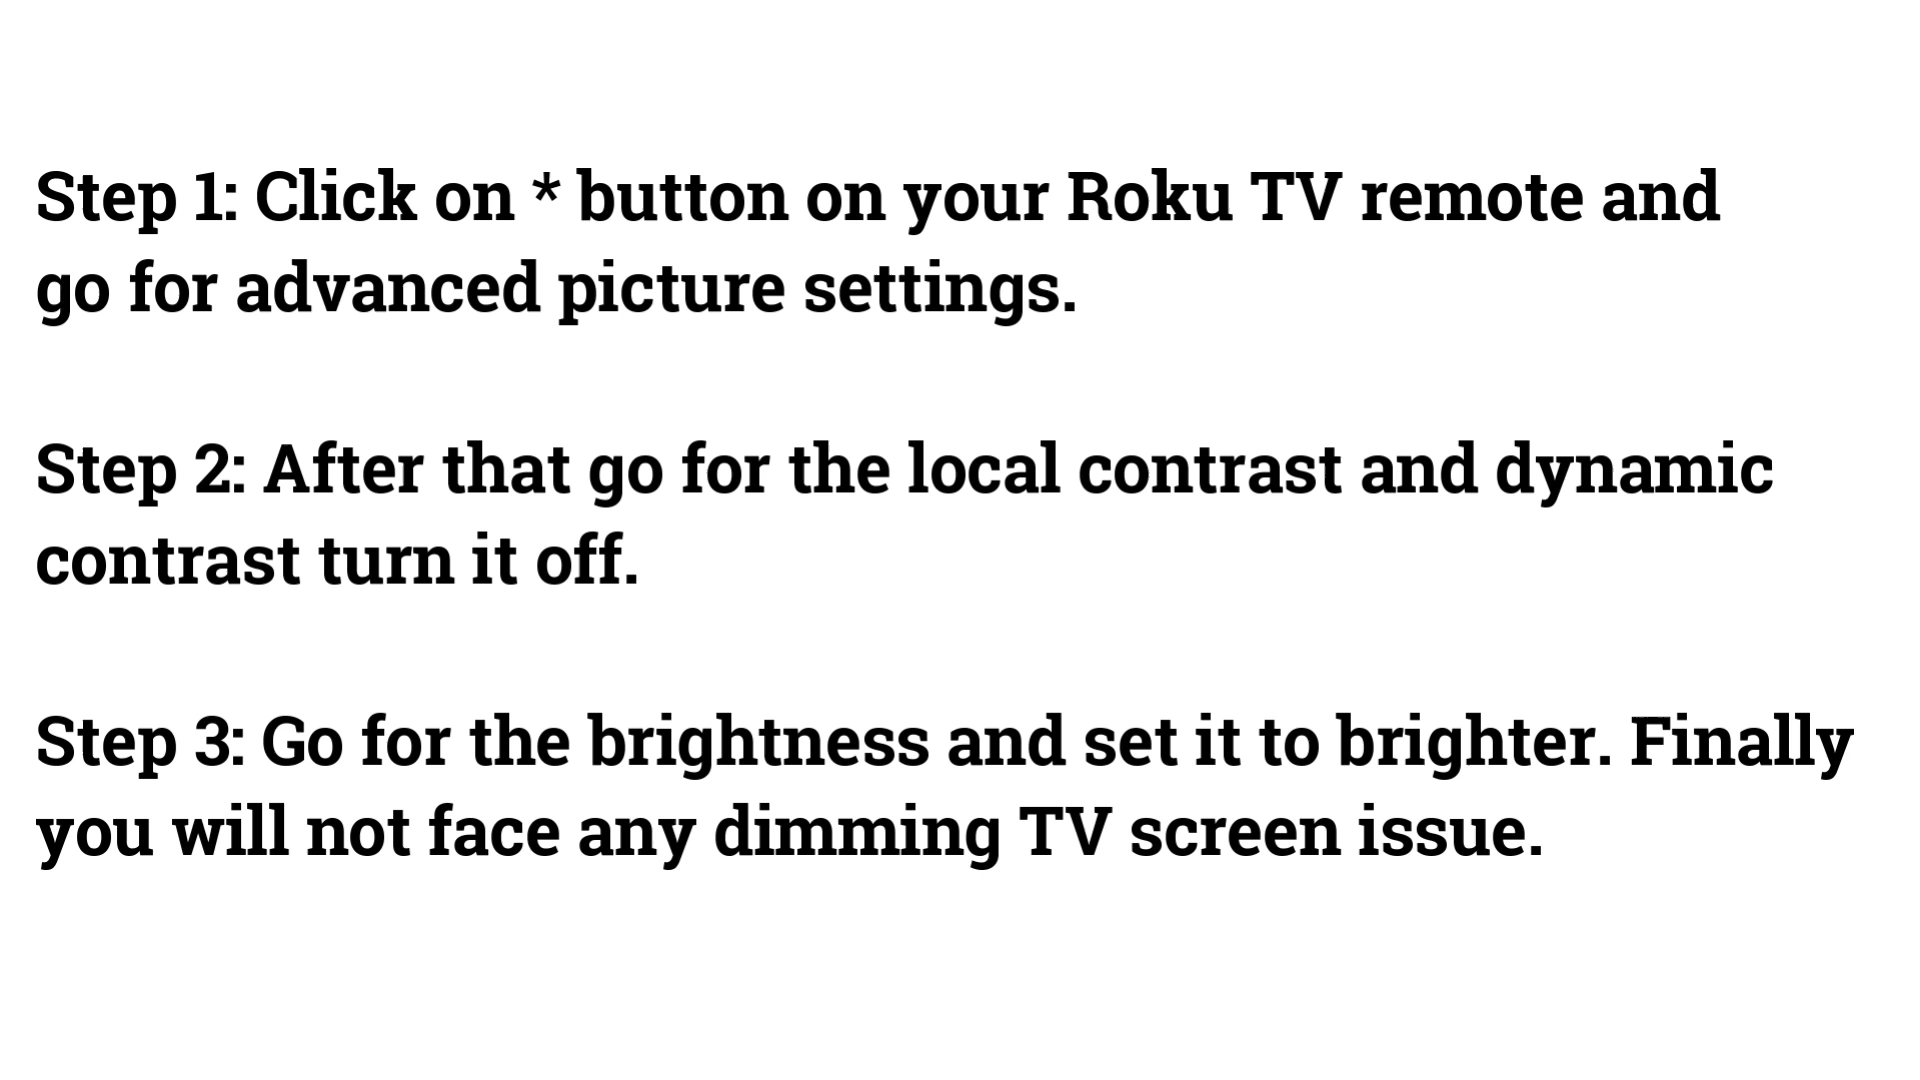 Step 1: Click on * button on your Roku TV remote and
go for advanced picture settings.
Step 2: After that go for the local contrast and dynamic
contrast turn it off.
Step 3: Go for the brightness and set it to brighter. Finally
you will not face any dimming TV screen issue.